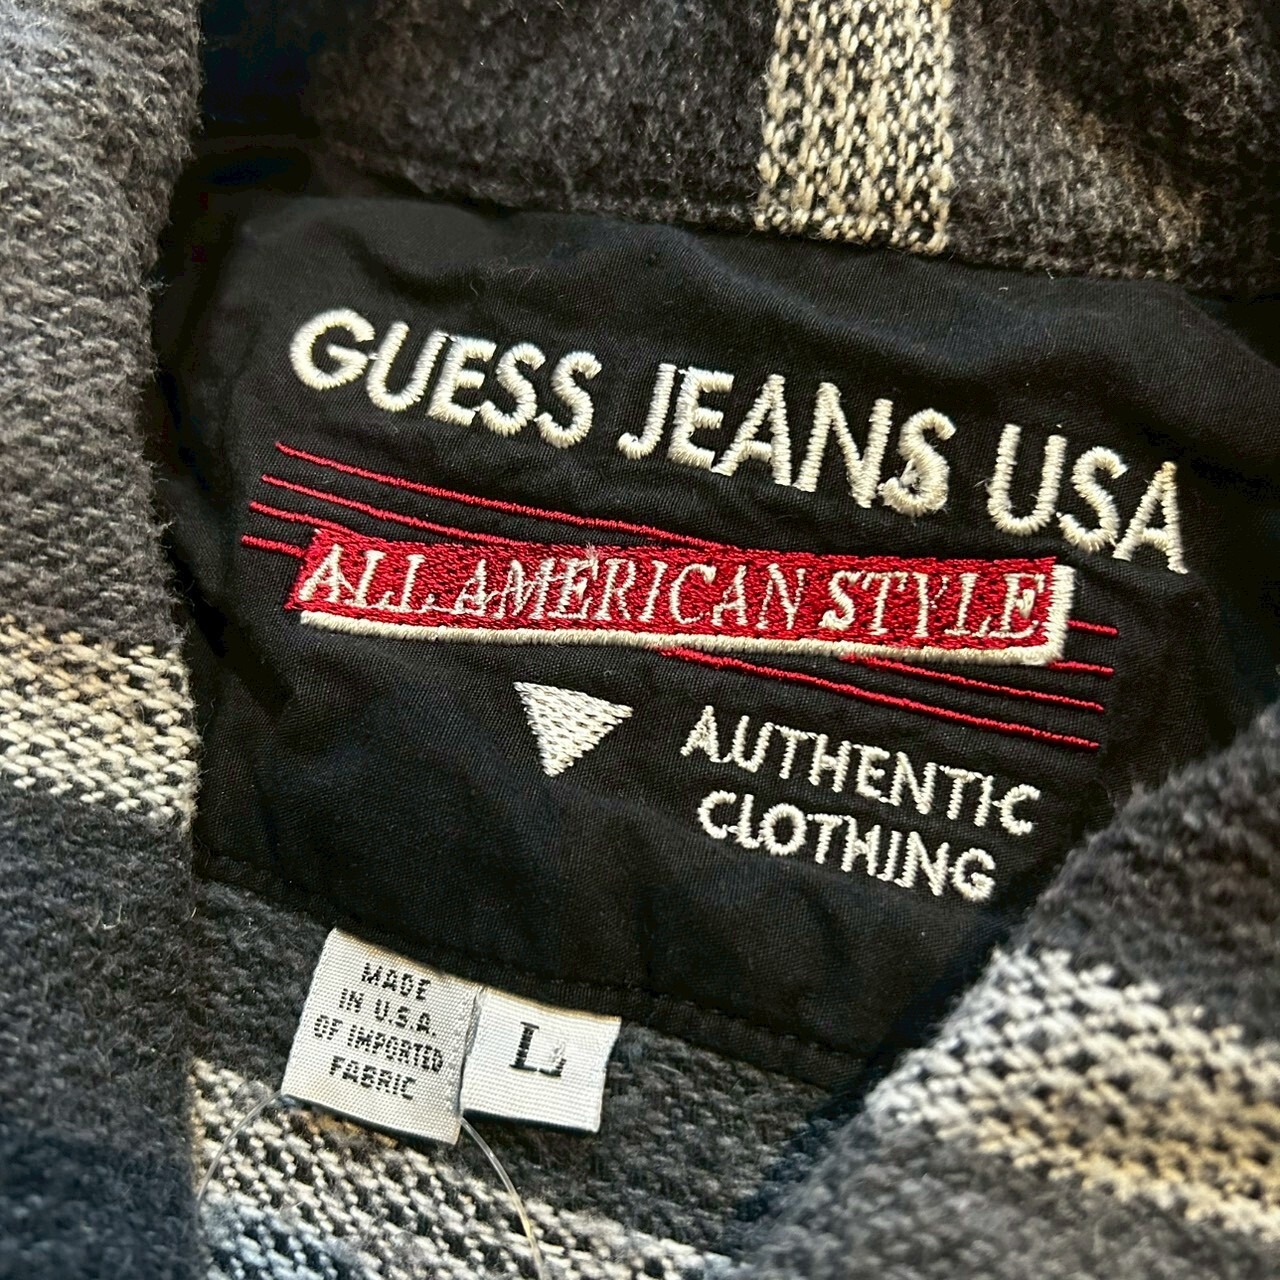 GUESS JEANS USA
ALL AMERICAN STYLE
AUTHENTIC
CLOTHING
MADE
IN U.S.A.
OF IMPORTED
FABRIC
L